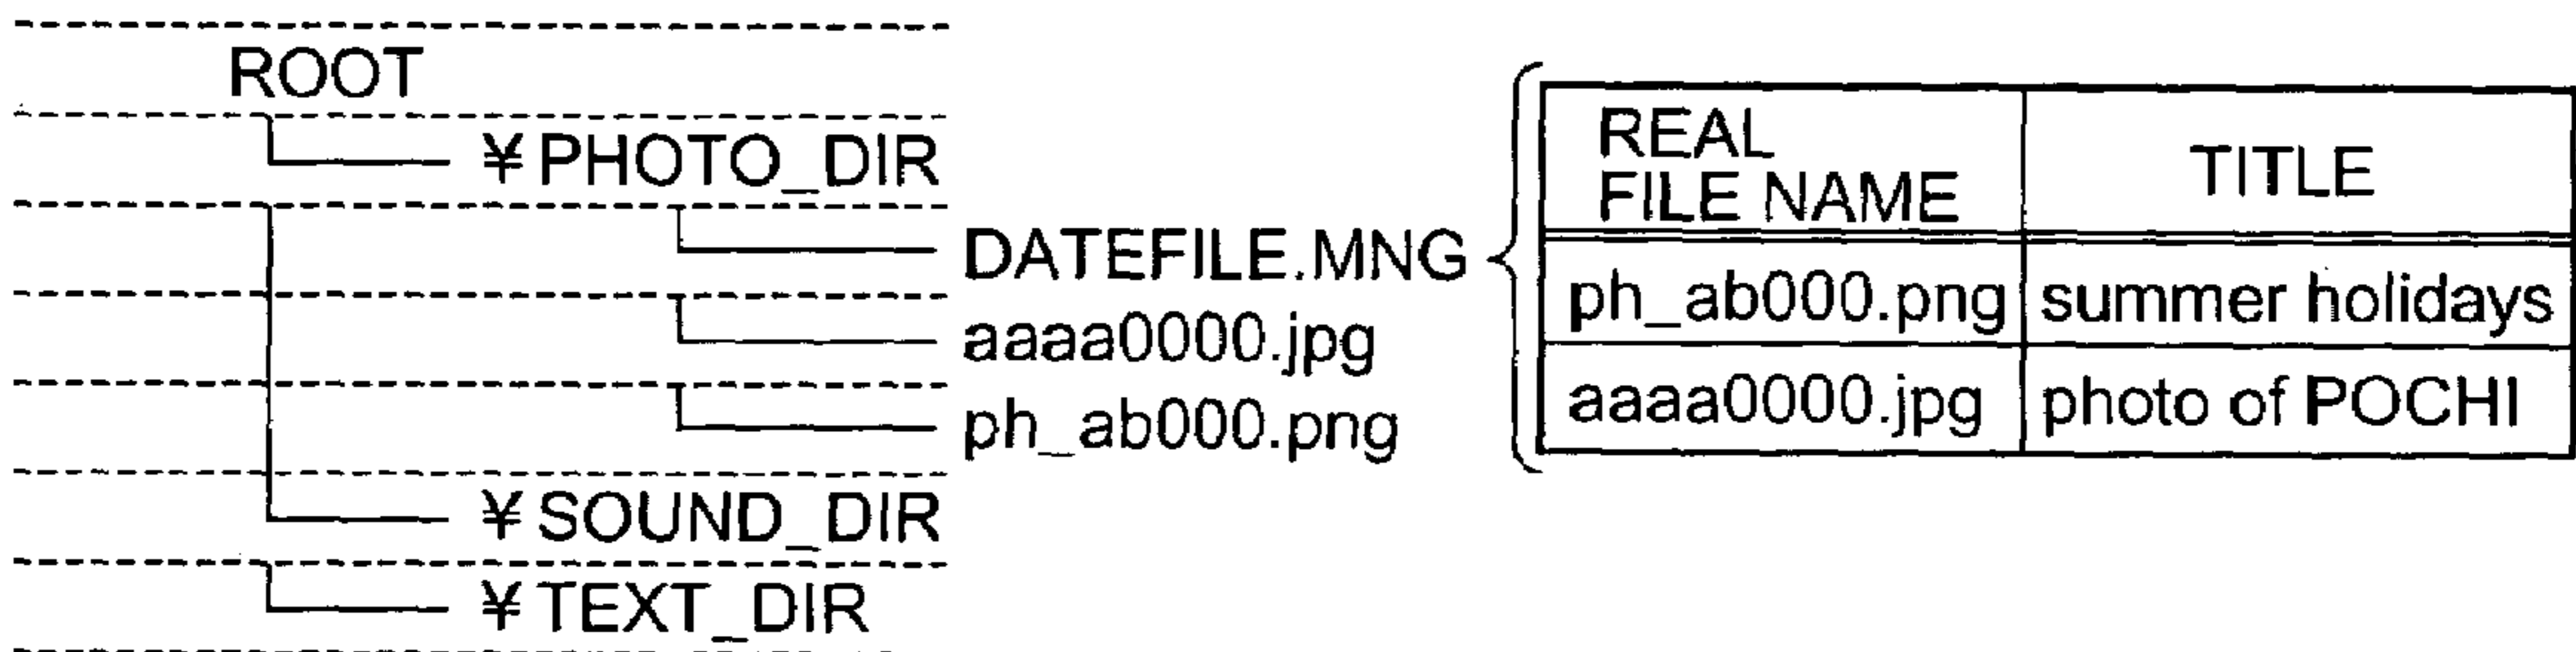 ROOT
¥PHOTO_DIR
DATEFILE.MNG
aaaa0000.jpg
ph_ab000.png
¥SOUND_DIR
¥TEXT_DIR
REAL
FILE NAME
TITLE
ph_ab000.png
summer holidays
aaaa0000.jpg
photo of POCHI